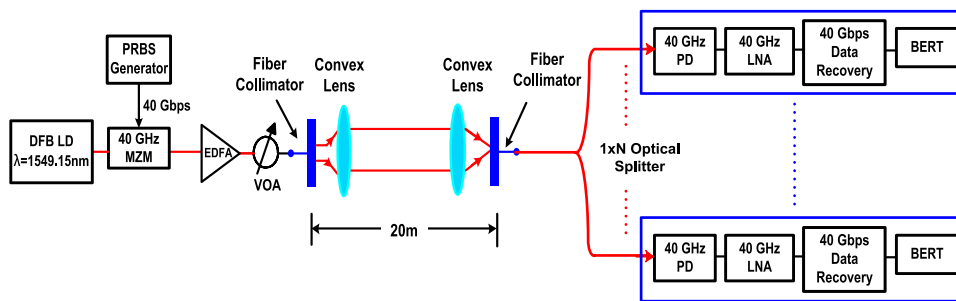 PRBS
Generator
40 Gbps
DFB LD
λ=1549.15nm
40 GHz
MZM
EDFA
VOA
Fiber
Collimator
Convex
Lens
20m
Convex
Lens
Fiber
Collimator
1xN Optical
Splitter
40 GHz
PD
40 GHz
LNA
40 Gbps
Data
Recovery
BERT
40 GHz
PD
40 GHz
LNA
40 Gbps
Data
Recovery
BERT